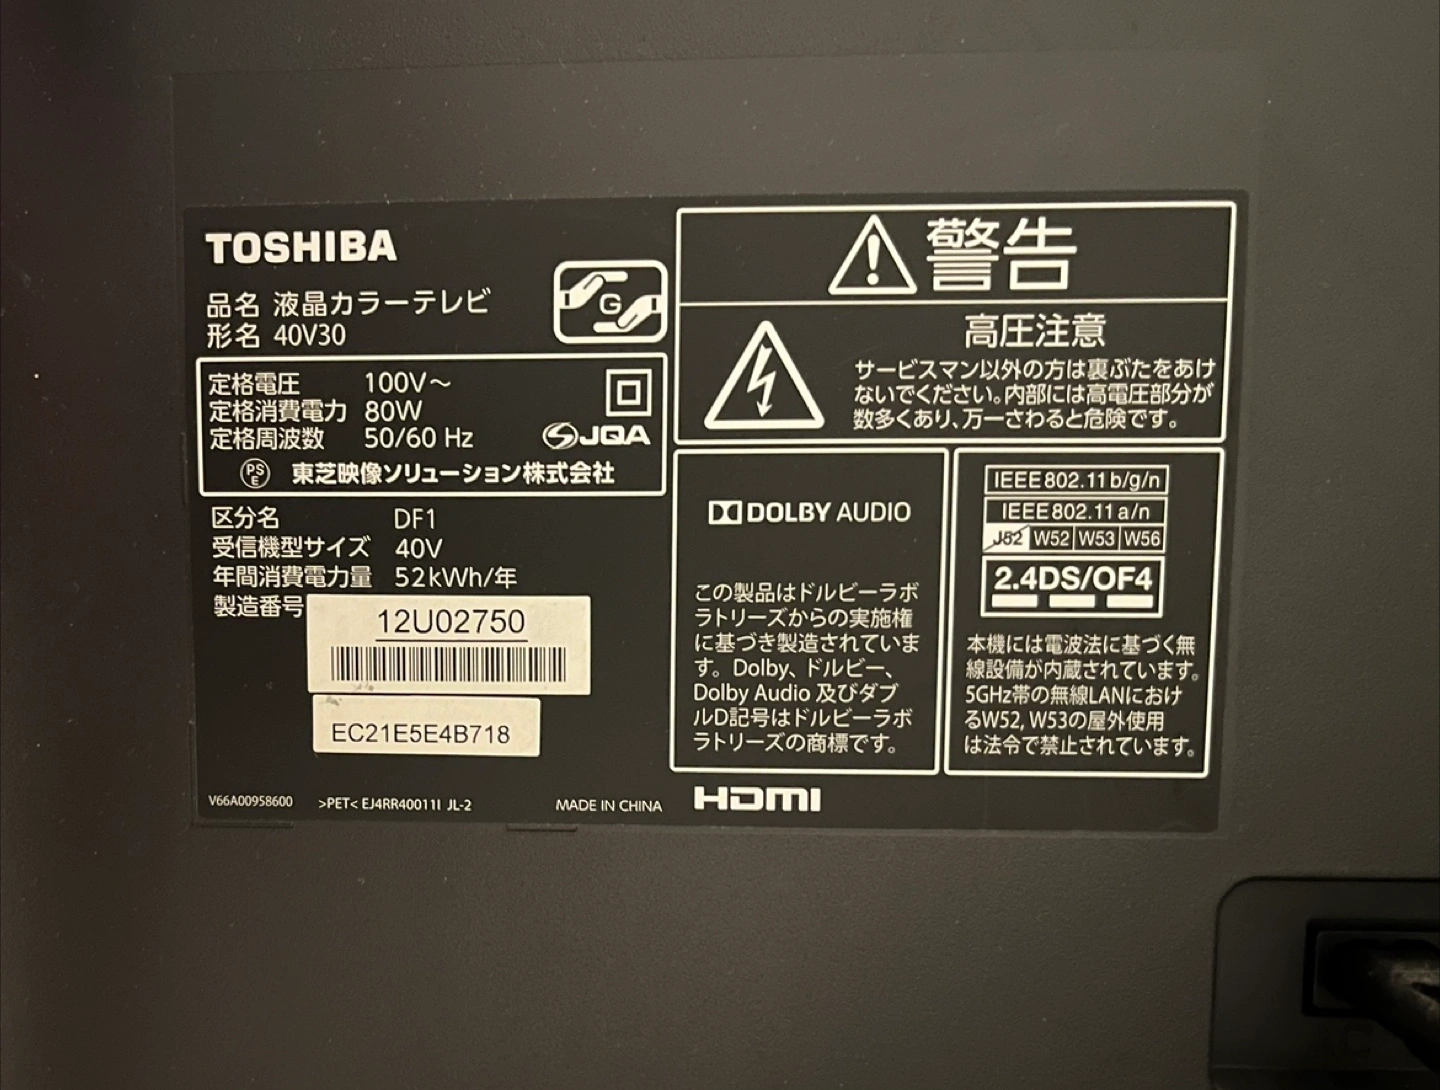 TOSHIBA
品名 液晶カラーテレビ
形名 40V30
G
定格電圧 100V～
定格消費電力 80W
定格周波数 50/60 Hz
JQA
PSE 東芝映像ソリューション株式会社
区分名 DF1
受信機型サイズ 40V
年間消費電力量 52kWh/年
製造番号
12U02750
EC21E5E4B718
V66A00958600 >PET< EJ4RR40011I JL-2 MADE IN CHINA
警告
高圧注意
サービスマン以外の方は裏ぶたをあけ
ないでください。内部には高電圧部分が
数多くあり、万一さわると危険です。
DOLBY AUDIO
この製品はドルビーラボ
ラトリーズからの実施権
に基づき製造されていま
す。Dolby、ドルビー、
Dolby Audio 及びダブ
ルD記号はドルビーラボ
ラトリーズの商標です。
HDMI
IEEE802.11b/g/n
IEEE802.11a/n
J52 W52 W53 W56
2.4DS/OF4
本機には電波法に基づく無
線設備が内蔵されています。
5GHz帯の無線LANにおけ
るW52, W53の屋外使用
は法令で禁止されています。